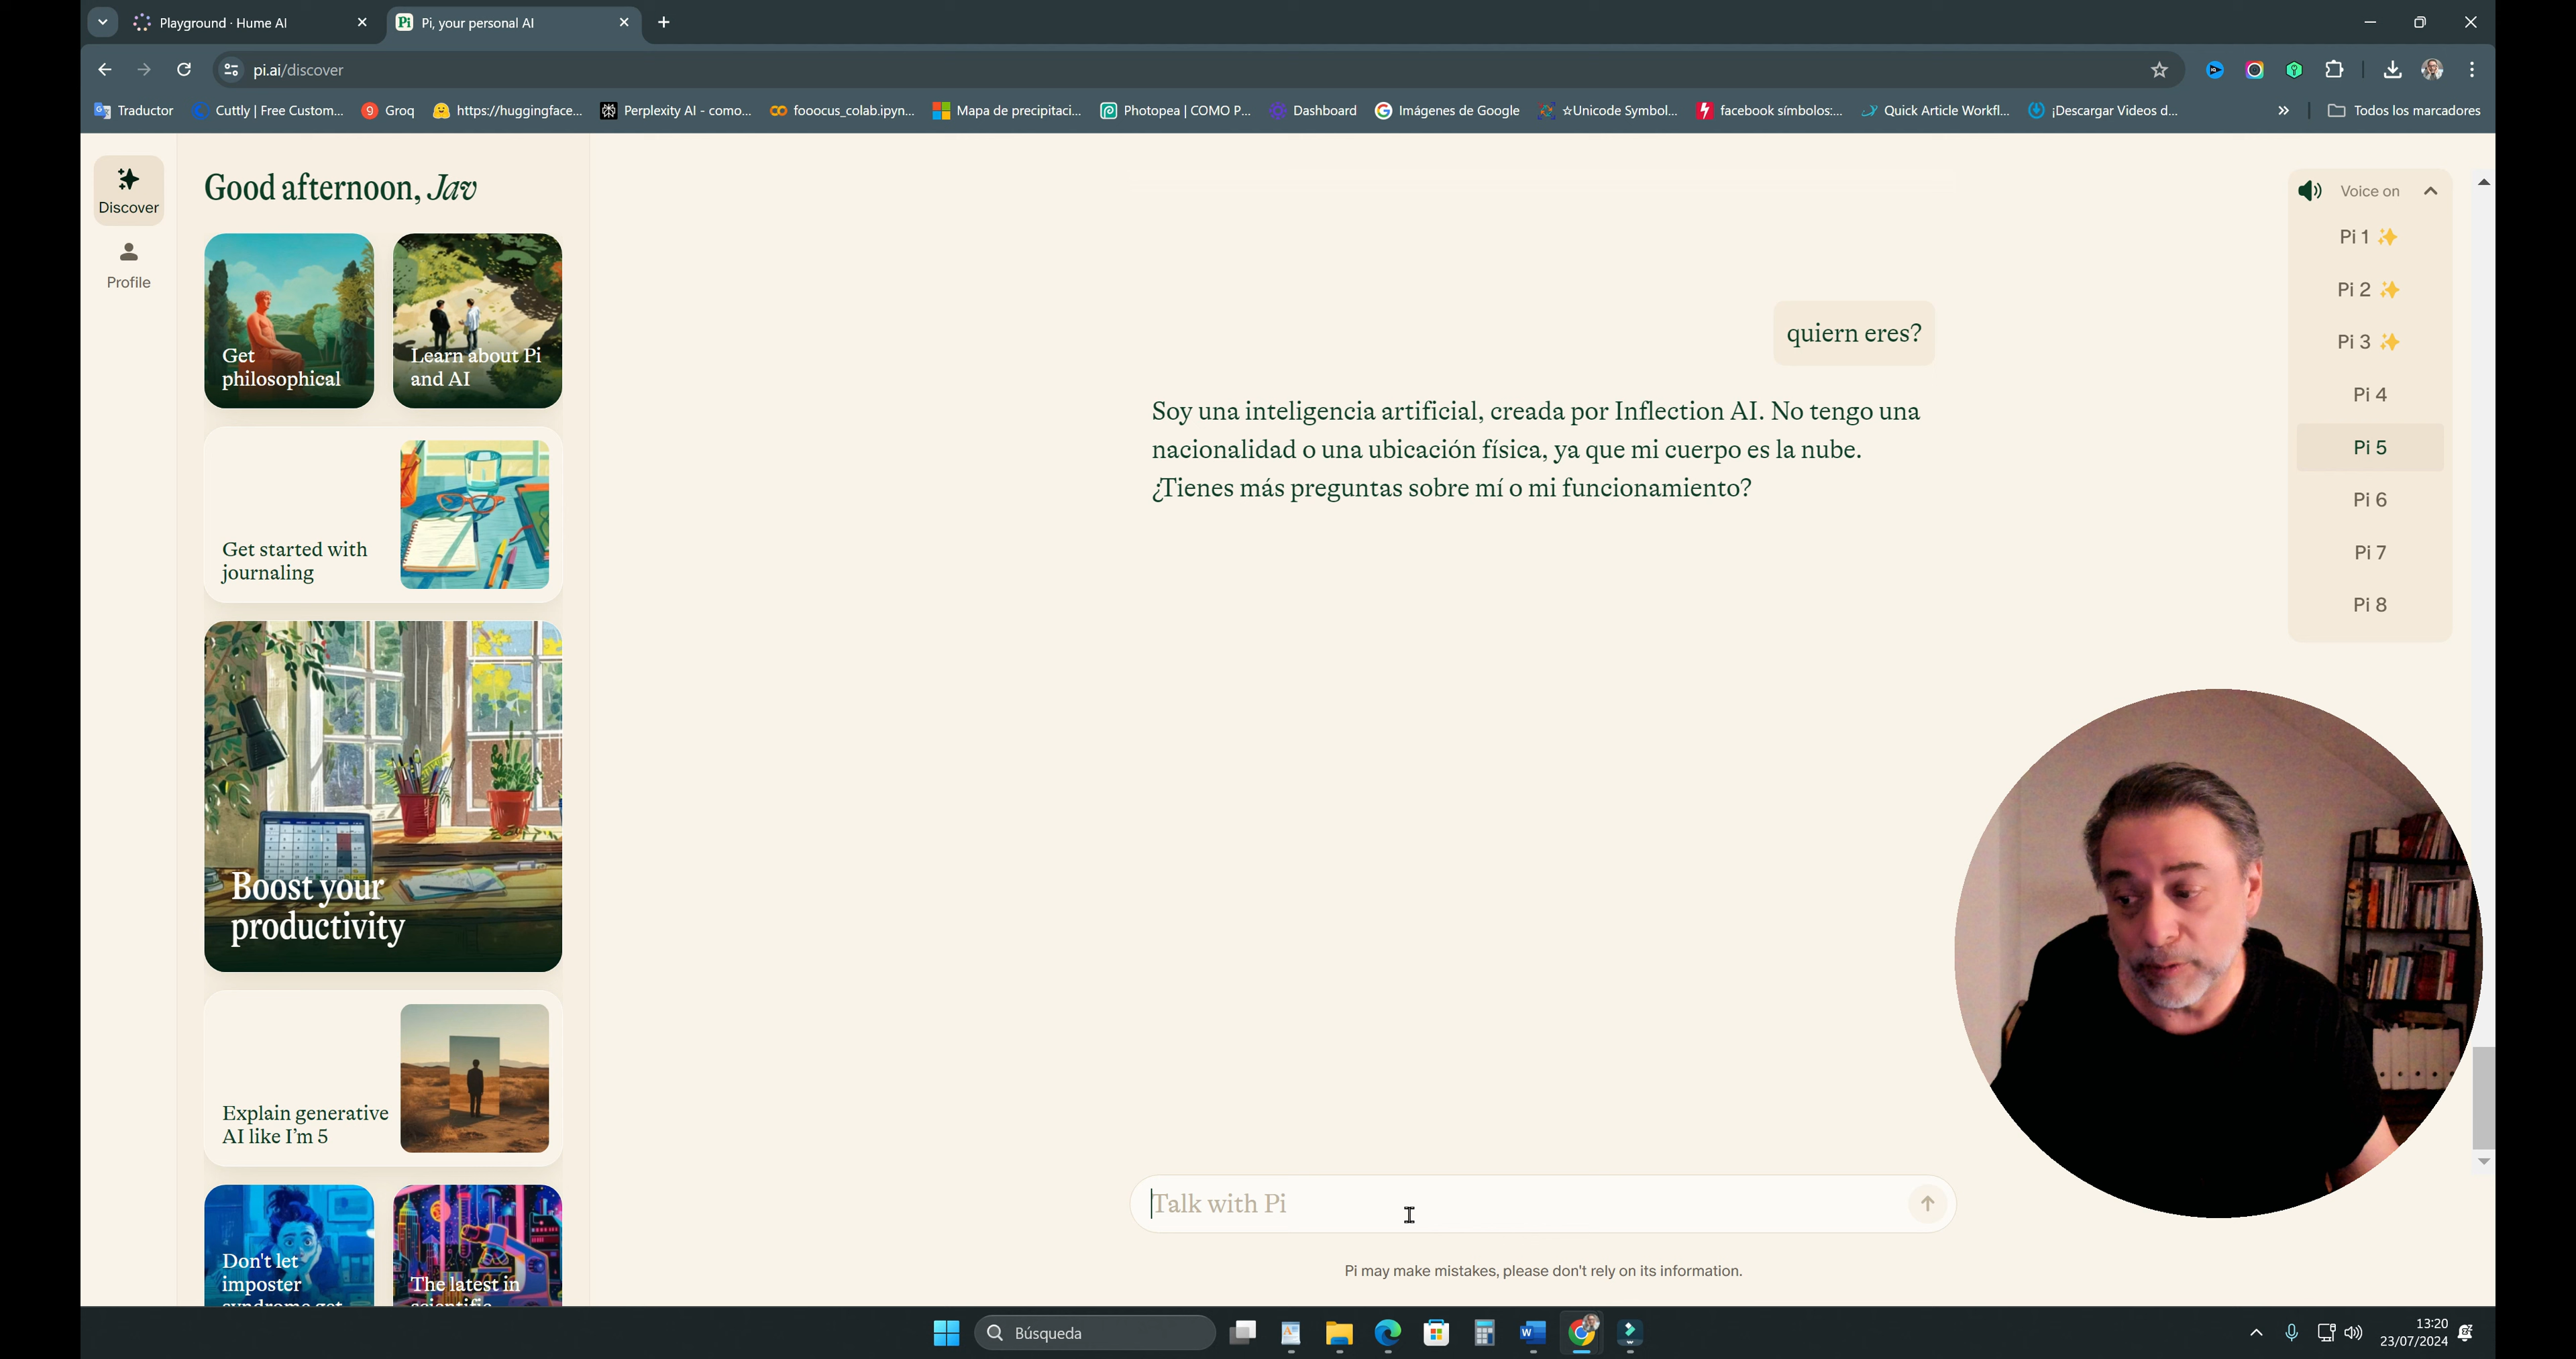 Playground · Hume AI
Pi, your personal AI
pi.ai/discover
Traductor
Cuttly | Free Custom...
Groq
https://huggingface...
Perplexity AI - como...
fooocus_colab.ipyn...
Mapa de precipitaci...
Photopea | COMO P...
Dashboard
Imágenes de Google
☆Unicode Symbol...
facebook símbolos:...
Quick Article Workfl...
¡Descargar Videos d...
Todos los marcadores
Discover
Profile
Good afternoon, Jav
Get
philosophical
Learn about Pi
and AI
Get started with
journaling
Boost your
productivity
Explain generative
AI like I'm 5
Don't let
imposter
syndrome get
The latest in
scientific
quiern eres?
Soy una inteligencia artificial, creada por Inflection AI. No tengo una
nacionalidad o una ubicación física, ya que mi cuerpo es la nube.
¿Tienes más preguntas sobre mí o mi funcionamiento?
Talk with Pi
Pi may make mistakes, please don't rely on its information.
Voice on
Pi 1 ✨
Pi 2 ✨
Pi 3 ✨
Pi 4
Pi 5
Pi 6
Pi 7
Pi 8
Búsqueda
13:20
23/07/2024